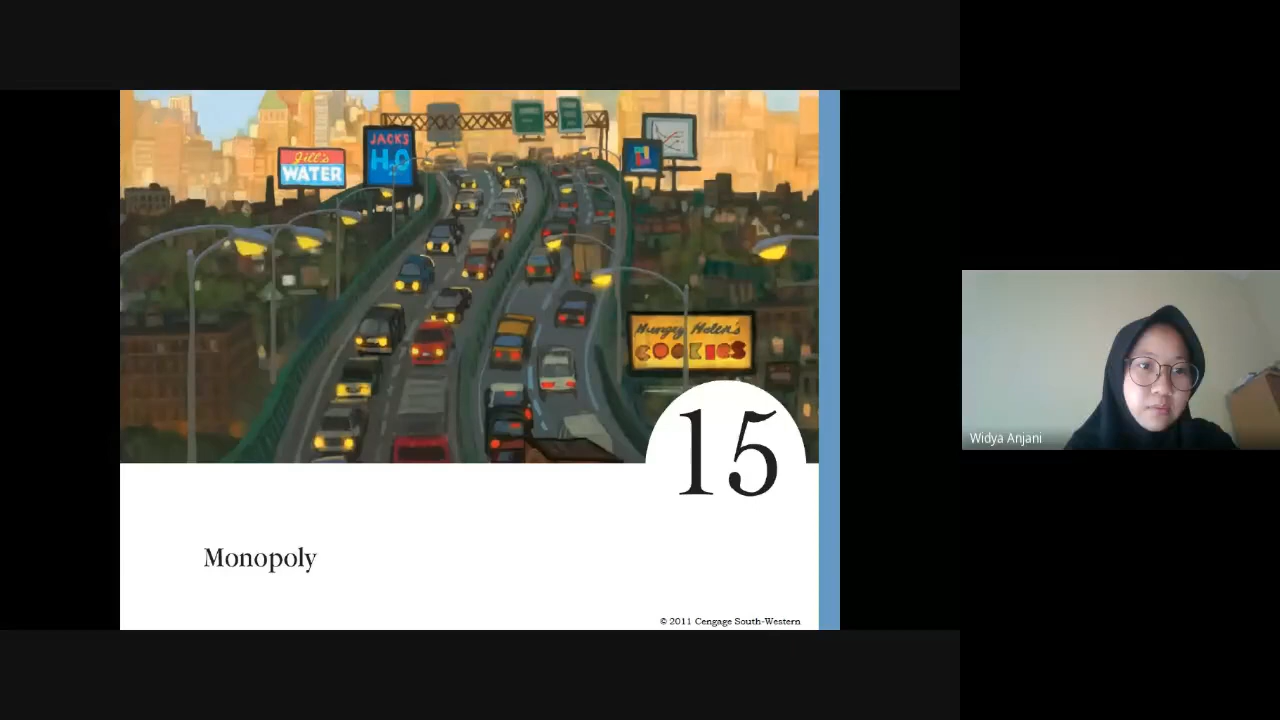 Jill's
WATER
JACKS
H2O
Hungry Helen's
COOKIES
15
Monopoly
© 2011 Cengage South-Western
Widya Anjani